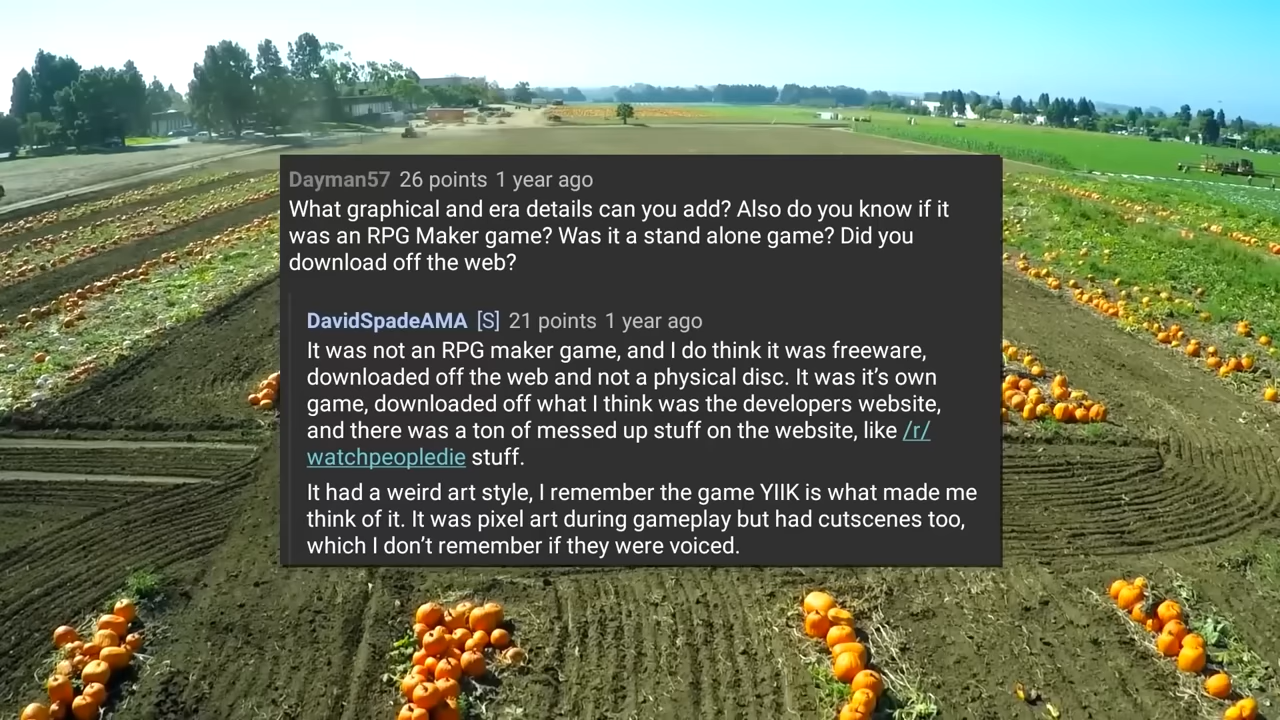 Dayman57 26 points 1 year ago
What graphical and era details can you add? Also do you know if it
was an RPG Maker game? Was it a stand alone game? Did you
download off the web?
DavidSpadeAMA [S] 21 points 1 year ago
It was not an RPG maker game, and I do think it was freeware,
downloaded off the web and not a physical disc. It was it’s own
game, downloaded off what I think was the developers website,
and there was a ton of messed up stuff on the website, like /r/
watchpeopledie stuff.
It had a weird art style, I remember the game YIIK is what made me
think of it. It was pixel art during gameplay but had cutscenes too,
which I don’t remember if they were voiced.